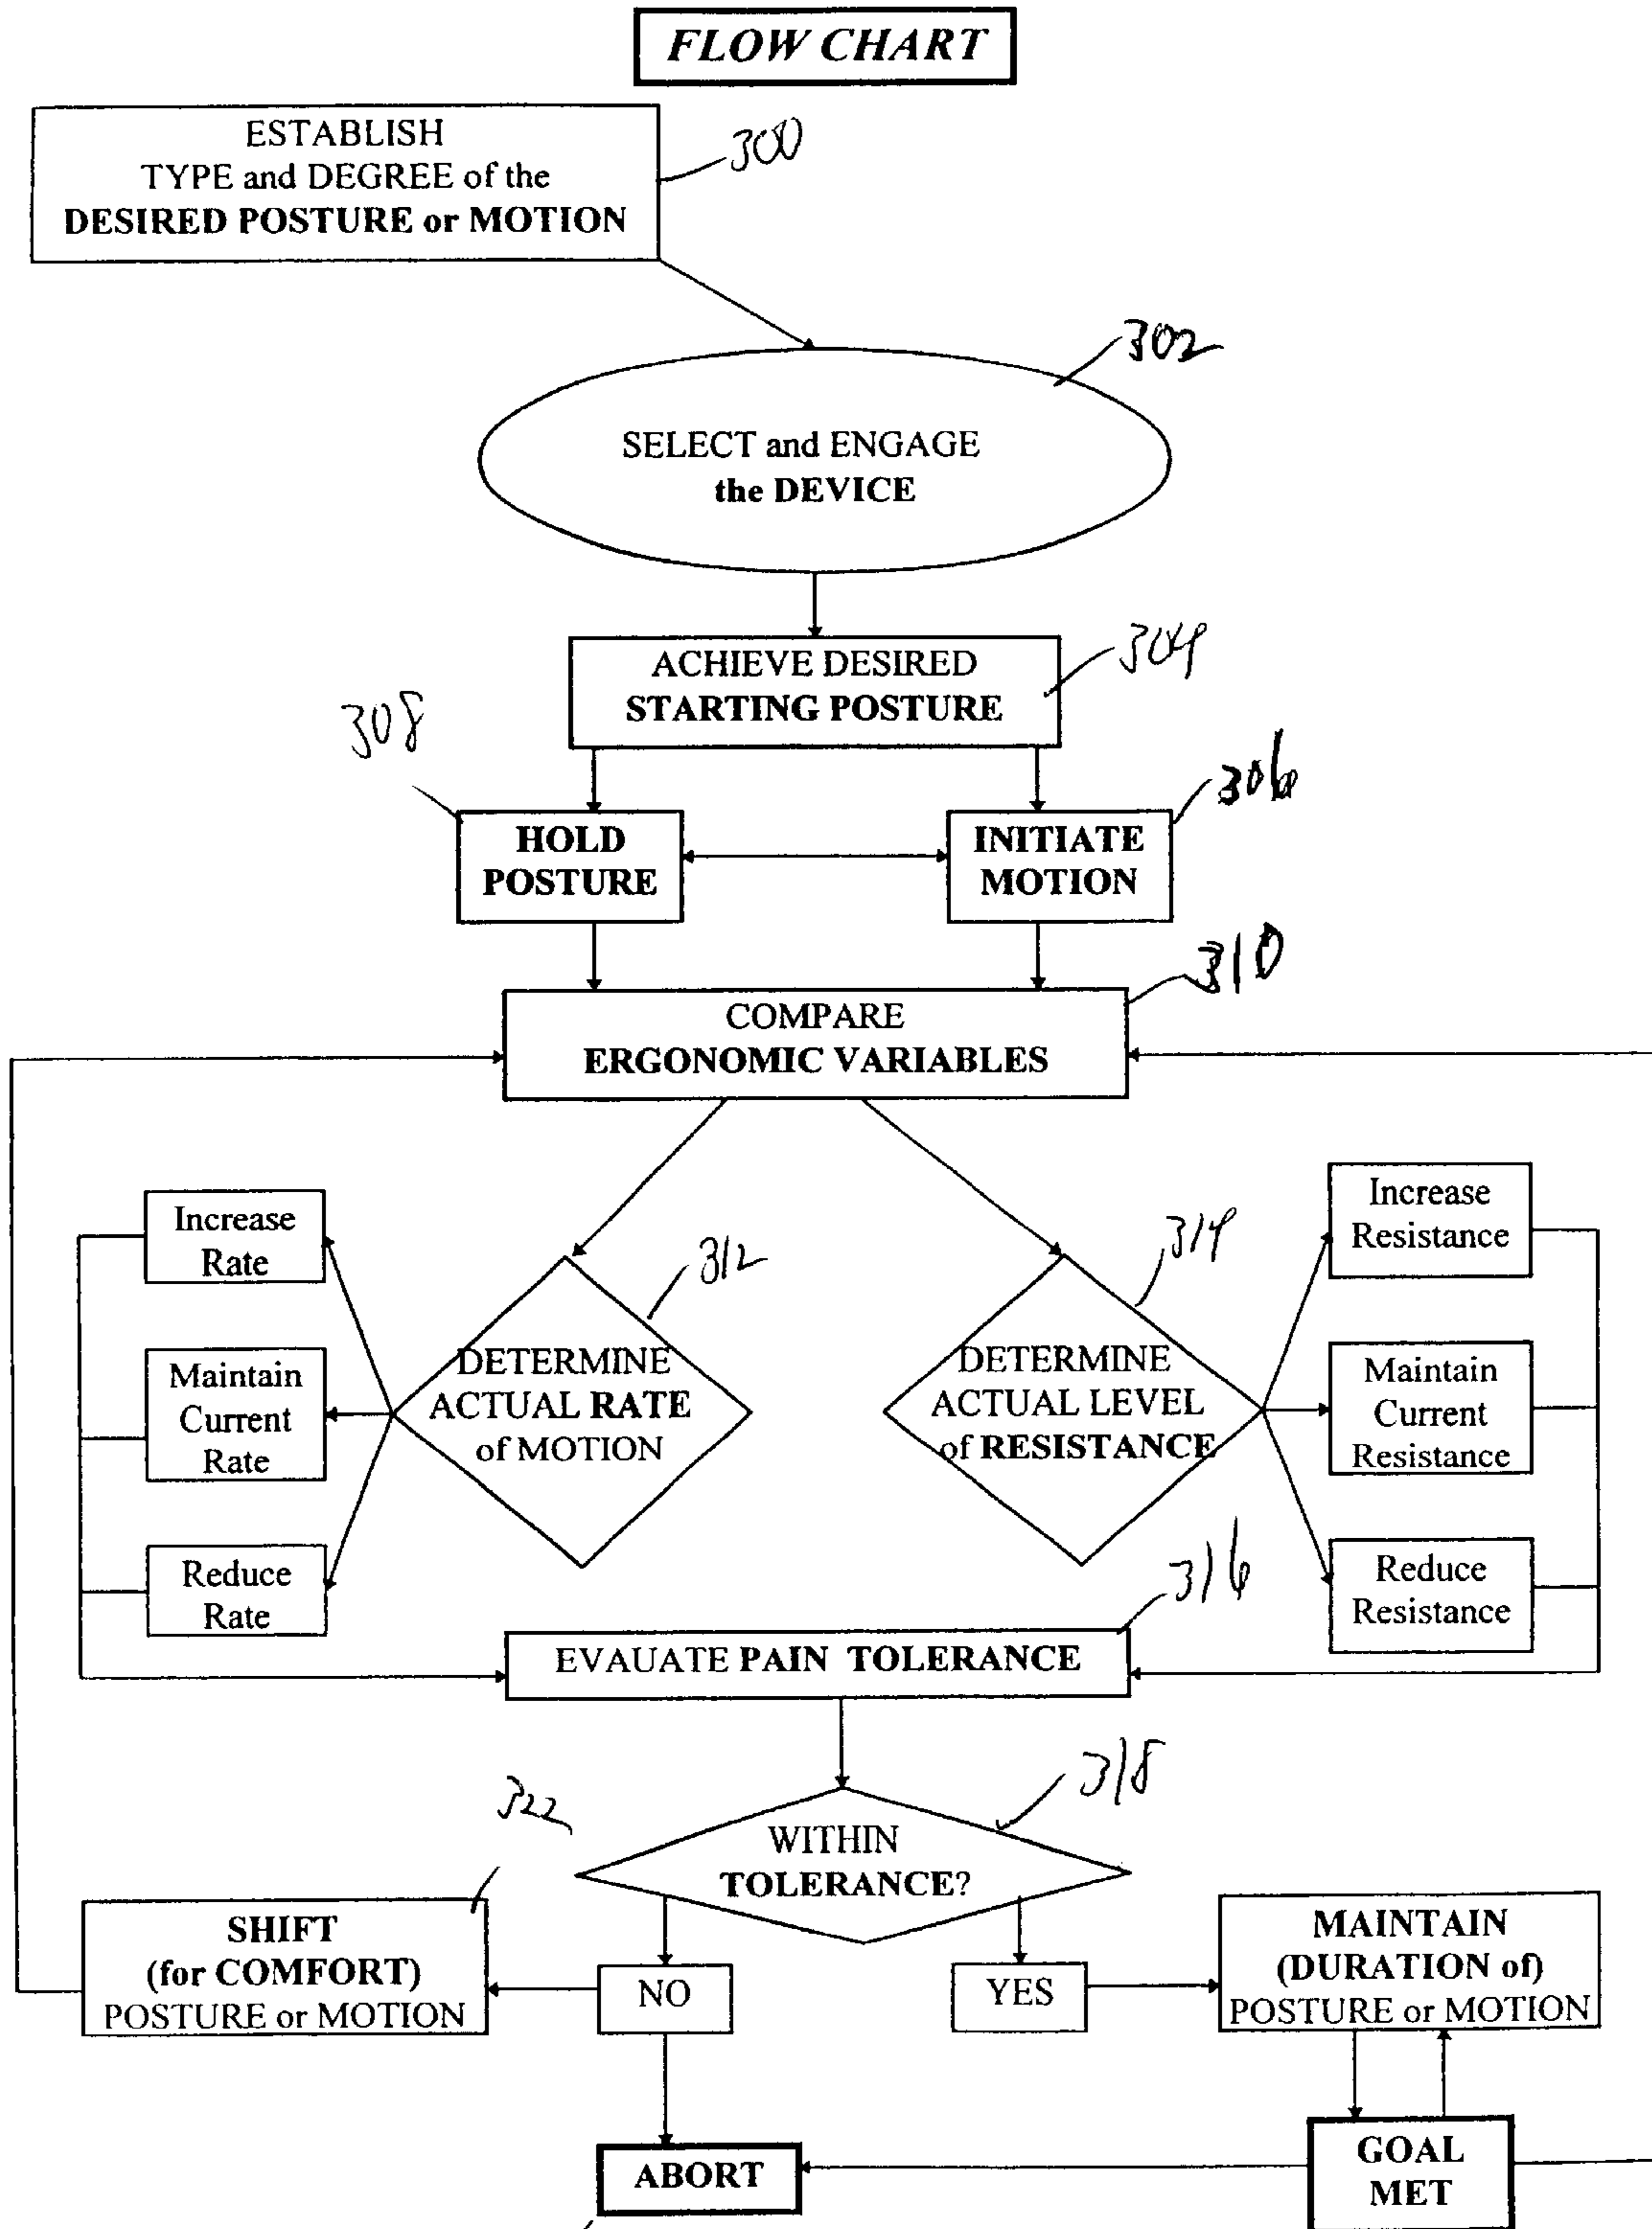 FLOW CHART
ESTABLISH
TYPE and DEGREE of the
DESIRED POSTURE or MOTION
300
302
SELECT and ENGAGE
the DEVICE
ACHIEVE DESIRED
STARTING POSTURE
304
308
306
HOLD
POSTURE
INITIATE
MOTION
310
COMPARE
ERGONOMIC VARIABLES
Increase
Rate
Maintain
Current
Rate
Reduce
Rate
312
DETERMINE
ACTUAL RATE
of MOTION
314
DETERMINE
ACTUAL LEVEL
of RESISTANCE
Increase
Resistance
Maintain
Current
Resistance
Reduce
Resistance
316
EVAUATE PAIN TOLERANCE
318
322
WITHIN
TOLERANCE?
SHIFT
(for COMFORT)
POSTURE or MOTION
NO
YES
MAINTAIN
(DURATION of)
POSTURE or MOTION
ABORT
GOAL
MET